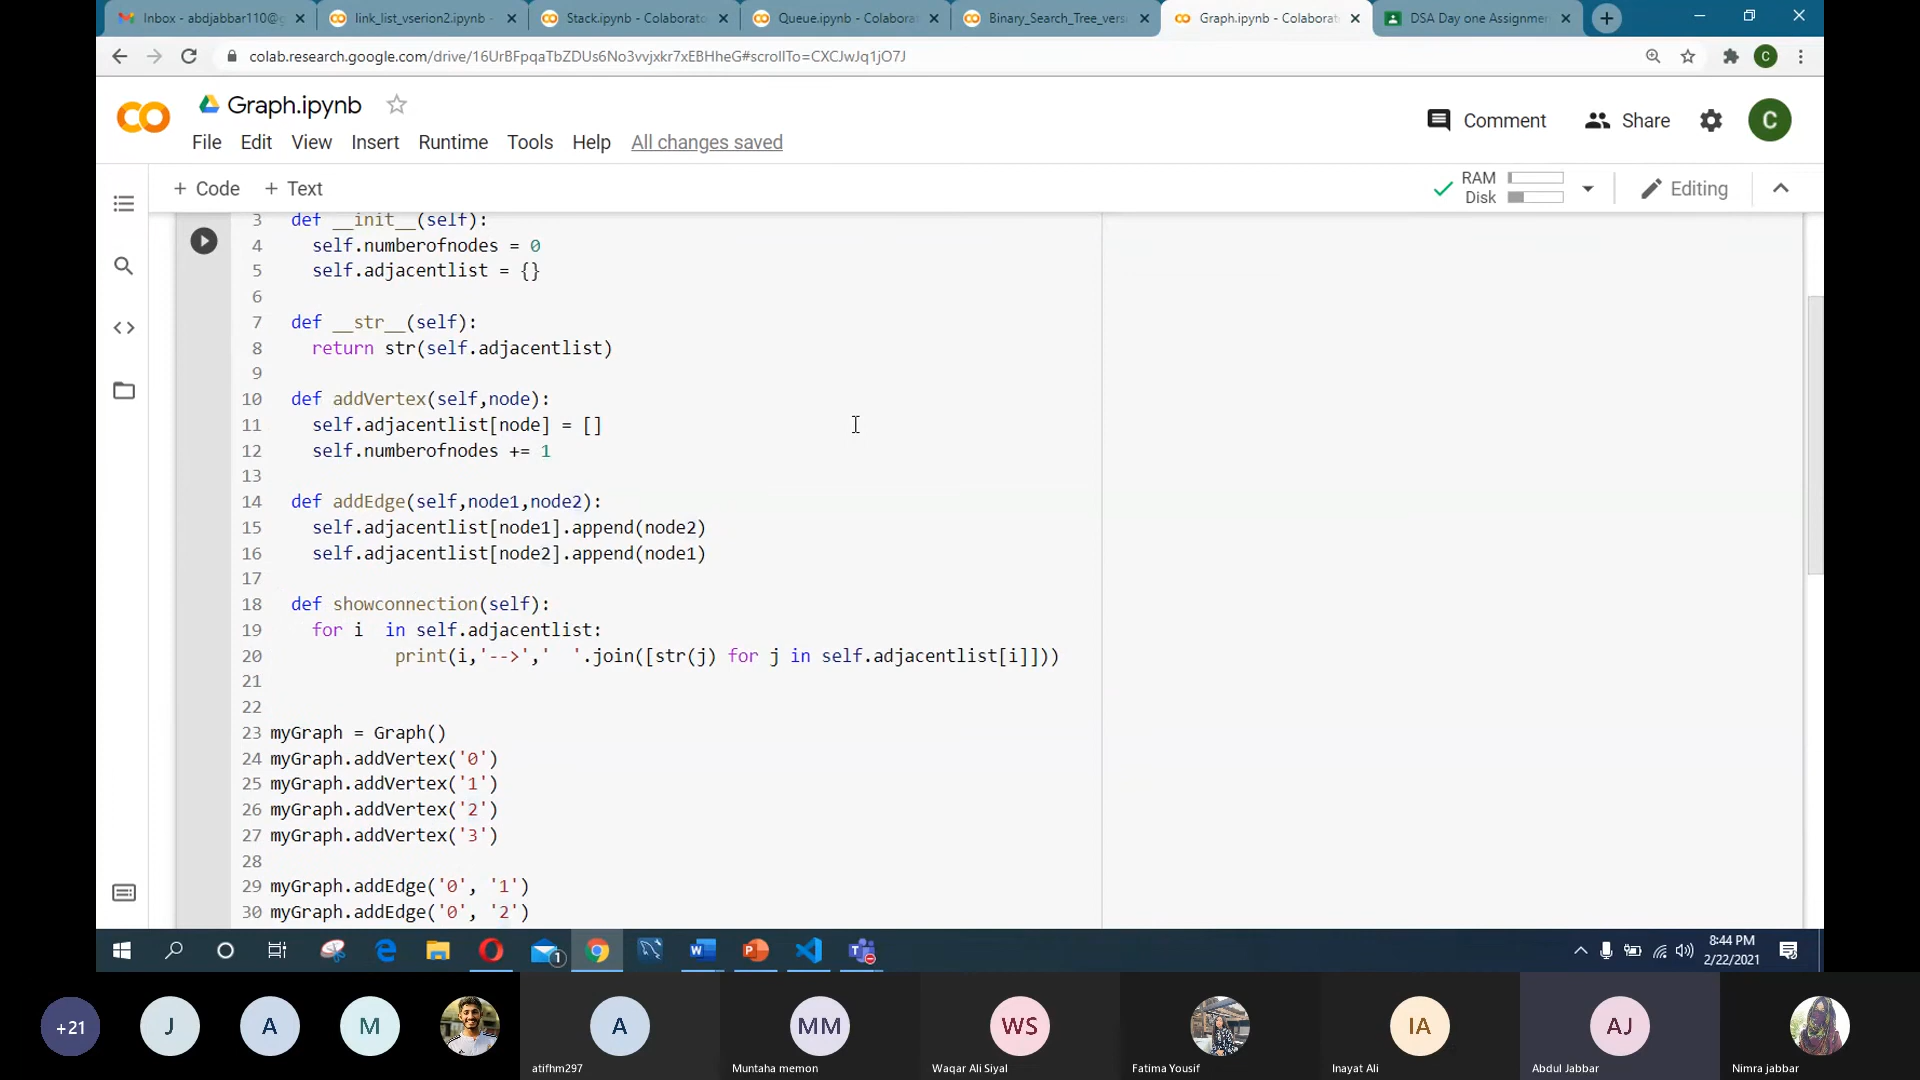 Inbox - abdjabbar110@g
link_list_vserion2.ipynb -
Stack.ipynb - Colaborato
Queue.ipynb - Colabora
Binary_Search_Tree_vers
Graph.ipynb - Colaborat
DSA Day one Assignme
colab.research.google.com/drive/16UrBFpqaTbZDUs6No3vvjxkr7xEBHheG#scrollTo=CXCJwJq1jO7J
C
CO
Graph.ipynb
Comment
Share
C
File Edit View Insert Runtime Tools Help All changes saved
+ Code + Text
RAM
Disk
Editing
3 def __init__(self):
4 self.numberofnodes = 0
5 self.adjacentlist = {}
6
7 def __str__(self):
8 return str(self.adjacentlist)
9
10 def addVertex(self,node):
11 self.adjacentlist[node] = []
12 self.numberofnodes += 1
13
14 def addEdge(self,node1,node2):
15 self.adjacentlist[node1].append(node2)
16 self.adjacentlist[node2].append(node1)
17
18 def showconnection(self):
19 for i  in self.adjacentlist:
20 print(i,'-->','  '.join([str(j) for j in self.adjacentlist[i]]))
21
22
23 myGraph = Graph()
24 myGraph.addVertex('0')
25 myGraph.addVertex('1')
26 myGraph.addVertex('2')
27 myGraph.addVertex('3')
28
29 myGraph.addEdge('0', '1')
30 myGraph.addEdge('0', '2')
1
8:44 PM
2/22/2021
+21
J
A
M
A
MM
WS
IA
AJ
atifhm297
Muntaha memon
Waqar Ali Siyal
Fatima Yousif
Inayat Ali
Abdul Jabbar
Nimra jabbar